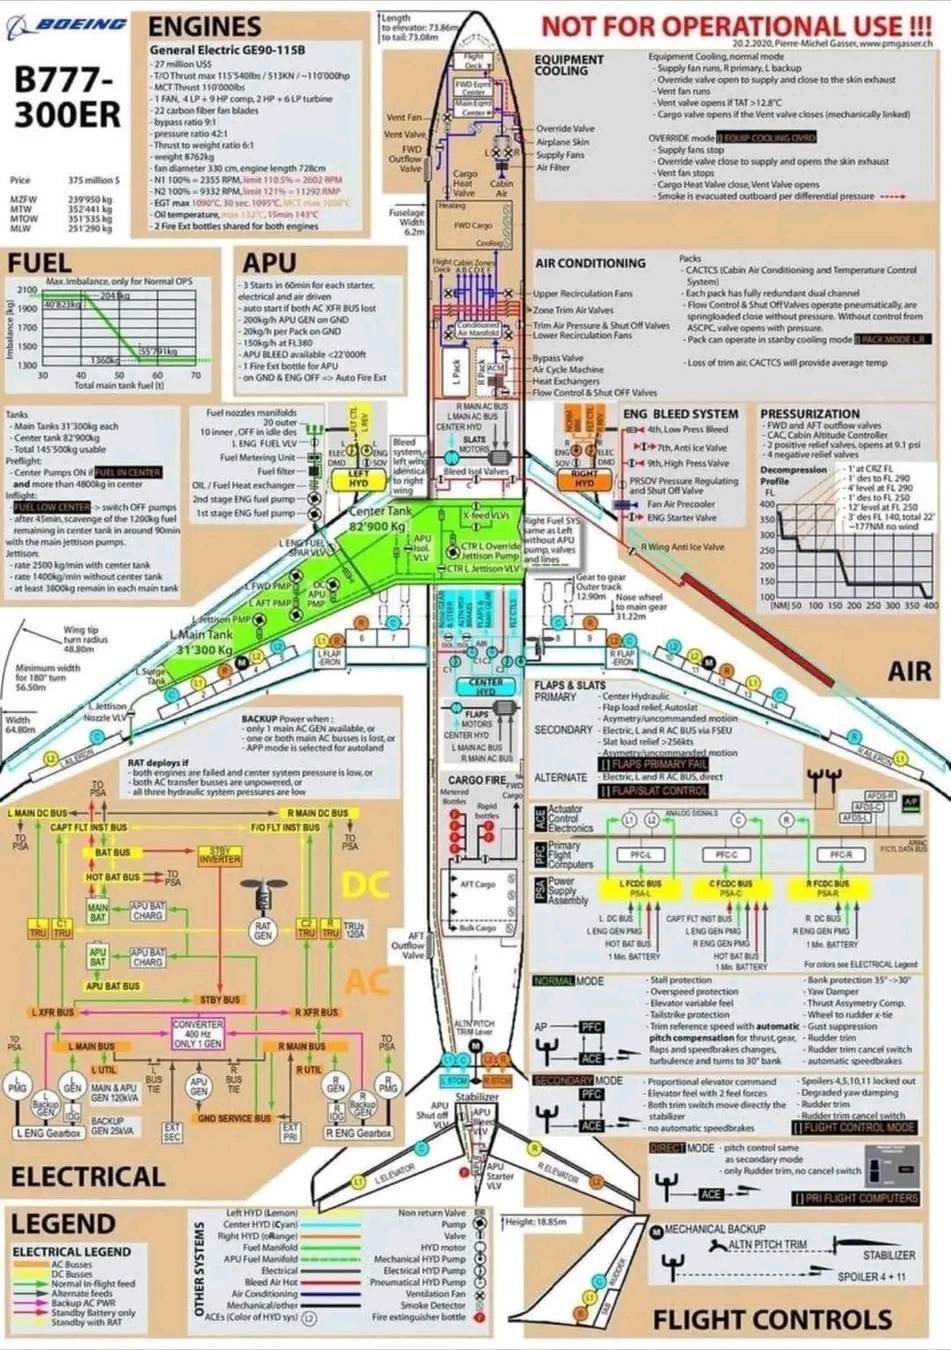 BOEING
B777-
300ER
Price 375 million $
MZFW 239'950 kg
MTW 352'441 kg
MTOW 351'535 kg
MLW 251'290 kg
ENGINES
General Electric GE90-115B
- 27 million US$
- T/O Thrust max 115'540lbs / 513KN / ~110'000hp
- MCT Thrust 110'000lbs
- 1 FAN, 4 LP + 9 HP comp, 2 HP + 6 LP turbine
- 22 carbon fiber fan blades
- bypass ratio 9:1
- pressure ratio 42:1
- Thrust to weight ratio 6:1
- weight 8762kg
- fan diameter 330 cm, engine length 728cm
- N1 100% = 2355 RPM, limit 110.5% = 2602 RPM
- N2 100% = 9332 RPM, limit 121% = 11292 RMP
- EGT max 1090°C, 30 sec. 1095°C, MCT max 1050°C
- Oil temperature, max 132°C, 15min 143°C
- 2 Fire Ext bottles shared for both engines
Length
to elevator: 73.86m
to tail: 73.08m
NOT FOR OPERATIONAL USE !!!
20.2.2020, Pierre-Michel Gasser, www.pmgasser.ch
EQUIPMENT
COOLING
Equipment Cooling, normal mode
- Supply fan runs, R primary, L backup
- Override valve open to supply and close to the skin exhaust
- Vent fan runs
- Vent valve opens if TAT >12.8°C
- Cargo valve opens if the Vent valve closes (mechanically linked)
OVERRIDE mode [] EQUIP COOLING OVRD
- Supply fans stop
- Override valve close to supply and opens the skin exhaust
- Vent fan stops
- Cargo Heat Valve close, Vent Valve opens
- Smoke is evacuated outboard per differential pressure
Flight
Deck
FWD Eqmt
Center
Main Eqmt
Center
Vent Fan
Vent Valve
FWD
Outflow
Valve
Override Valve
Airplane Skin
Supply Fans
Air Filter
L R
Cargo
Heat
Valve
Cabin
Air
Fuselage
Width
6.2m
Heating
FWD Cargo
Cooling
FUEL
Max.Imbalance, only for Normal OPS
Imbalance [kg]
2100
1900
1700
1500
1300
2041kg
40'823kg
55'791kg
1360kg
30 40 50 60 70
Total main tank fuel [t]
APU
- 3 Starts in 60min for each starter,
electrical and air driven
- auto start if both AC XFR BUS lost
- 200kg/h APU GEN on GND
- 20kg/h per Pack on GND
- 150kg/h at FL380
- APU BLEED available <22'000ft
- 1 Fire Ext bottle for APU
- on GND & ENG OFF => Auto Fire Ext
AIR CONDITIONING
Flight Cabin Zones
Deck A B C D E F
Upper Recirculation Fans
Zone Trim Air Valves
Trim Air Pressure & Shut Off Valves
Lower Recirculation Fans
Conditioned
Air Manifold
Bypass Valve
Air Cycle Machine
Heat Exchangers
Flow Control & Shut OFF Valves
L Pack
R Pack
ACM
Packs
- CACTCS (Cabin Air Conditioning and Temperature Control
System)
- Each pack has fully redundant dual channel
- Flow Control & Shut Off Valves operate pneumatically, are
springloaded close without pressure. Without control from
ASCPC, valve opens with pressure.
- Pack can operate in stanby cooling mode [] PACK MODE L,R
- Loss of trim air, CACTCS will provide average temp
Tanks
- Main Tanks 31'300kg each
- Center tank 82'900kg
- Total 145'500kg usable
Preflight:
- Center Pumps ON if FUEL IN CENTER
and more than 4800kg in center
Inflight:
FUEL LOW CENTER -> switch OFF pumps
- after 45min, scavenge of the 1200kg fuel
remaining in center tank in around 90min
with the main jettison pumps.
Jettison:
- rate 2500 kg/min with center tank
- rate 1400kg/min without center tank
- at least 3800kg remain in each main tank
Fuel nozzles manifolds
20 outer
10 inner , OFF in idle des
L ENG FUEL VLV
Fuel Metering Unit
Fuel filter
OIL / Fuel heat exchanger
2nd stage ENG fuel pump
1st stage ENG fuel pump
FLT CTL
L REV
ELEC
DMD
ENG
SOV
LEFT
HYD
Bleed
system
left wing
identical
to right
wing
R MAIN AC BUS
L MAIN AC BUS
CENTER HYD
SLATS
MOTORS
Bleed Isol Valves
L C R
NORM
FLT CTL
R REV
ENG
SOV
ELEC
DMD
RIGHT
HYD
ENG BLEED SYSTEM
4th, Low Press Bleed
7th, Anti Ice Valve
9th, High Press Valve
PRSOV Pressure Regulating
and Shut Off Valve
Fan Air Precooler
ENG Starter Valve
R Wing Anti Ice Valve
PRESSURIZATION
- FWD and AFT outflow valves
- CAC, Cabin Altitude Controller
- 2 positive relief valves, opens at 9.1 psi
- 4 negative relief valves
Decompression
Profile
FL
400
350
300
250
200
150
100
- 1' at CRZ FL
- 1' des to FL 290
- 4' level at FL 290
- 1' des to FL 250
- 12' level at FL 250
- 3' des FL 140, total 22'
~177NM no wind
[NM] 50 100 150 200 250 300 350 400
Center Tank
82'900 Kg
X-feed VLVs
APU
Isol.
VLV
CTR L Override
Jettison Pump
CTR L Jettison VLV
Right Fuel SYS
same as Left
without APU
pump, valves
and lines
L ENG FUEL
SPAR VLV
L FWD PMP
L AFT PMP
DC
APU
PMP
L Jettison PMP
L Main Tank
31'300 Kg
L Surge
Tank
L Jettison
Nozzle VLV
Wing tip
turn radius
48.80m
Minimum width
for 180° turn
56.50m
Width
64.80m
Gear to gear
Outer track
12.90m
Nose wheel
to main gear
31.22m
L FLAP
-ERON
R FLAP
-ERON
L AILERON
R AILERON
AIR
CENTER
HYD
FLAPS
MOTORS
CENTER HYD
L MAIN AC BUS
BACKUP Power when :
- only 1 main AC GEN available, or
- one or both main AC busses is lost, or
- APP mode is selected for autoland
RAT deploys if
- both engines are failed and center system pressure is low, or
- both AC transfer busses are unpowered, or
- all three hydraulic system pressures are low
FLAPS & SLATS
PRIMARY - Center Hydraulic
- Flap load relief, Autoslat
- Asymetry/uncommanded motion
SECONDARY - Electric, L and R AC BUS via FSEU
- Slat load relief >256kts
- Asymetry/uncommanded motion
[] FLAPS PRIMARY FAIL
ALTERNATE - Electric, L and R AC BUS, direct
[] FLAP/SLAT CONTROL
CARGO FIRE
Metered
Bottles
Rapid
bottles
FWD
Cargo
AFT Cargo
Bulk Cargo
AFT
Outflow
Valve
ACE Actuator
Control
Electronics
ANALOG SIGNALS
L1 L2 C R
AFDS-R
AFDS-C
AFDS-L
A/P
ARINC
F/CTL DATA BUS
PFC Primary
Flight
Computers
PFC-L PFC-C PFC-R
PSA Power
Supply
Assembly
L FCDC BUS
PSA-L
C FCDC BUS
PSA-C
R FCDC BUS
PSA-R
L DC BUS
L ENG GEN PMG
HOT BAT BUS
1 Min. BATTERY
CAPT FLT INST BUS
L ENG GEN PMG
R ENG GEN PMG
HOT BAT BUS
1 Min. BATTERY
R DC BUS
R ENG GEN PMG
1 Min. BATTERY
For colors see ELECTRICAL Legend
TO
PSA
TO
PSA
L MAIN DC BUS
R MAIN DC BUS
CAPT FLT INST BUS
F/O FLT INST BUS
TO
PSA
TO
PSA
BAT BUS
STBY
INVERTER
HOT BAT BUS
TO
PSA
DC
MAIN
BAT
APU BAT
CHARG
RAT
GEN
L
TRU
C1
TRU
C2
TRU
R
TRU
TRUs
120A
APU
BAT
APU BAT
CHARG
APU BAT BUS
AC
STBY BUS
L XFR BUS
R XFR BUS
CONVERTER
400 Hz
ONLY 1 GEN
TO
PSA
TO
PSA
L MAIN BUS
R MAIN BUS
L UTIL
R UTIL
L
BUS
TIE
R
BUS
TIE
L
PMG
L
Backup
GEN
L
GEN
L
IDG
MAIN & APU
GEN 120kVA
BACKUP
GEN 25kVA
APU
GEN
R
GEN
R
IDG
R
Backup
GEN
R
PMG
GND SERVICE BUS
EXT
SEC
EXT
PRI
L ENG Gearbox
R ENG Gearbox
ELECTRICAL
NORMAL MODE
- Stall protection
- Overspeed protection
- Elevator variable feel
- Tailstrike protection
- Trim reference speed with automatic
pitch compensation for thrust, gear,
flaps and speedbrakes changes,
turbulence and turns to 30° bank
- Bank protection 35° ->30°
- Yaw Damper
- Thrust Assymetry Comp.
- Wheel to rudder x-tie
- Gust suppression
- Rudder trim
- Rudder trim cancel switch
- automatic speedbrakes
AP
PFC
ACE
SECONDARY MODE
- Proportional elevator command
- Elevator feel with 2 feel forces
- Both trim switch move directly the
stabilizer
- no automatic speedbrakes
- Spoilers 4,5,10,11 locked out
- Degraded yaw damping
- Rudder trim
- Rudder trim cancel switch
[] FLIGHT CONTROL MODE
PFC
ACE
DIRECT MODE - pitch control same
as secondary mode
- only Rudder trim, no cancel switch
ACE
[] PRI FLIGHT COMPUTERS
ALTN PITCH
TRIM Lever
M
L STCM
R STCM
Stabilizer
APU
Shut off
VLV
APU
Bleed
VLV
APU
Starter
VLV
L ELEVATOR
R ELEVATOR
LEGEND
ELECTRICAL LEGEND
AC Busses
DC Busses
Normal In-flight feed
Alternate feeds
Backup AC PWR
Standby Battery only
Standby with RAT
OTHER SYSTEMS
Left HYD (Lemon)
Center HYD (Cyan)
Right HYD (oRange)
Fuel Manifold
APU Fuel Manifold
Electrical
Bleed Air Hot
Air Conditioning
Mechanical/other
ACEs (Color of HYD sys) L2
Non return Valve
Pump
Valve
HYD motor
Mechanical HYD Pump
Electrical HYD Pump
Pneumatical HYD Pump
Ventilation Fan
Smoke Detector
Fire extinguisher bottle
Height: 18.85m
RUDDER
TAB
M MECHANICAL BACKUP
ALTN PITCH TRIM
STABILIZER
SPOILER 4 + 11
FLIGHT CONTROLS